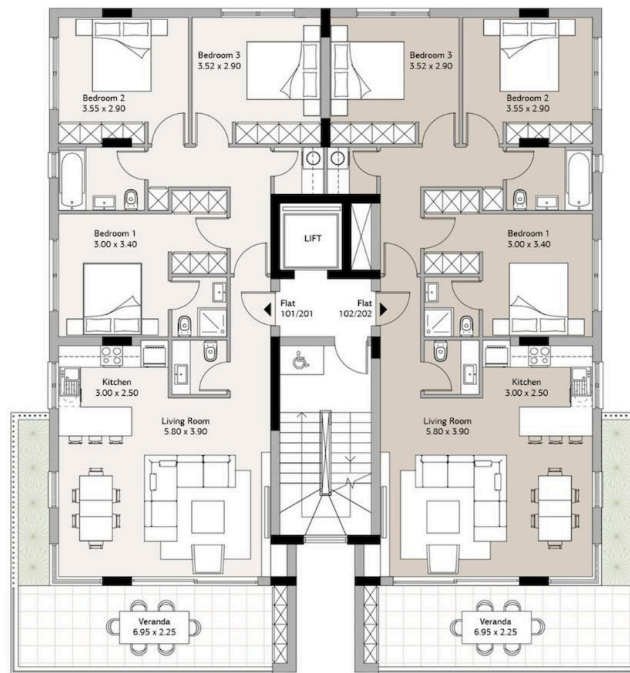 Bedroom 3
3.52 x 2.90
Bedroom 3
3.52 x 2.90
Bedroom 2
3.55 x 2.90
Bedroom 2
3.55 x 2.90
Bedroom 1
3.00 x 3.40
LIFT
Bedroom 1
3.00 x 3.40
Flat
101/201
Flat
102/202
Kitchen
3.00 x 2.50
Kitchen
3.00 x 2.50
Living Room
5.80 x 3.90
Living Room
5.80 x 3.90
Veranda
6.95 x 2.25
Veranda
6.95 x 2.25